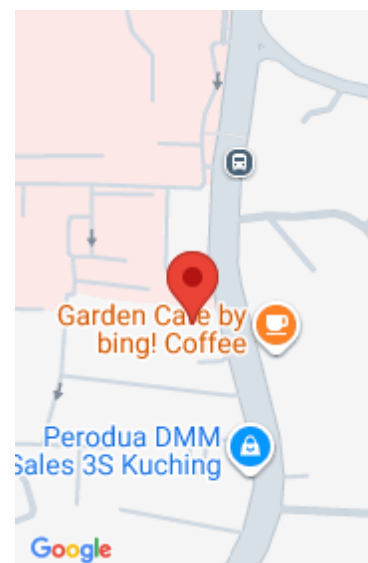 Garden Cafe by
bing! Coffee
Perodua DMM
Sales 3S Kuching
Google